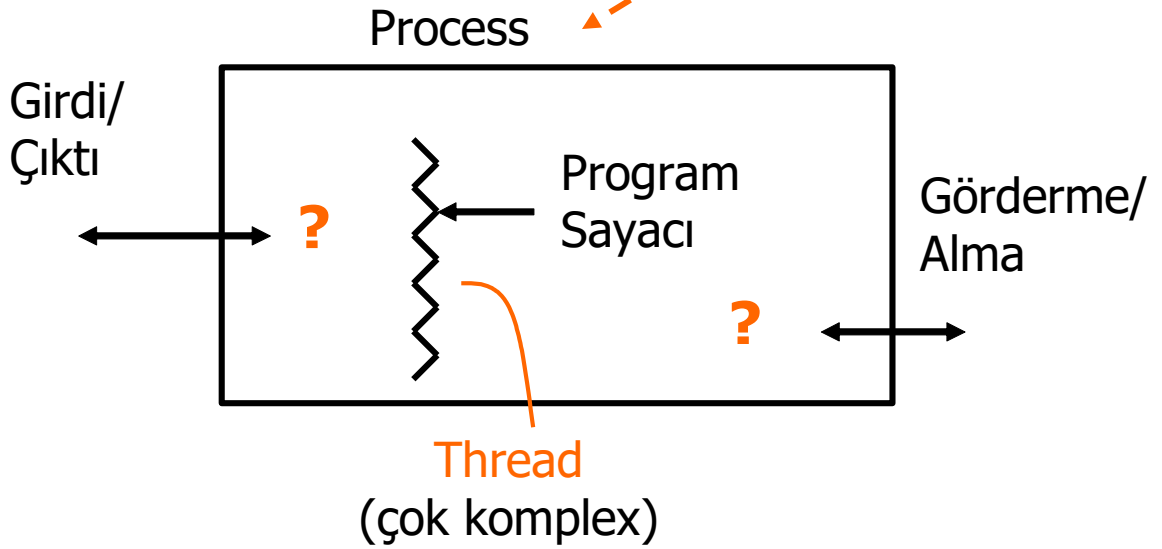 Process
Girdi/
Çıktı
?
Program
Sayacı
Görderme/
Alma
?
Thread
(çok komplex)